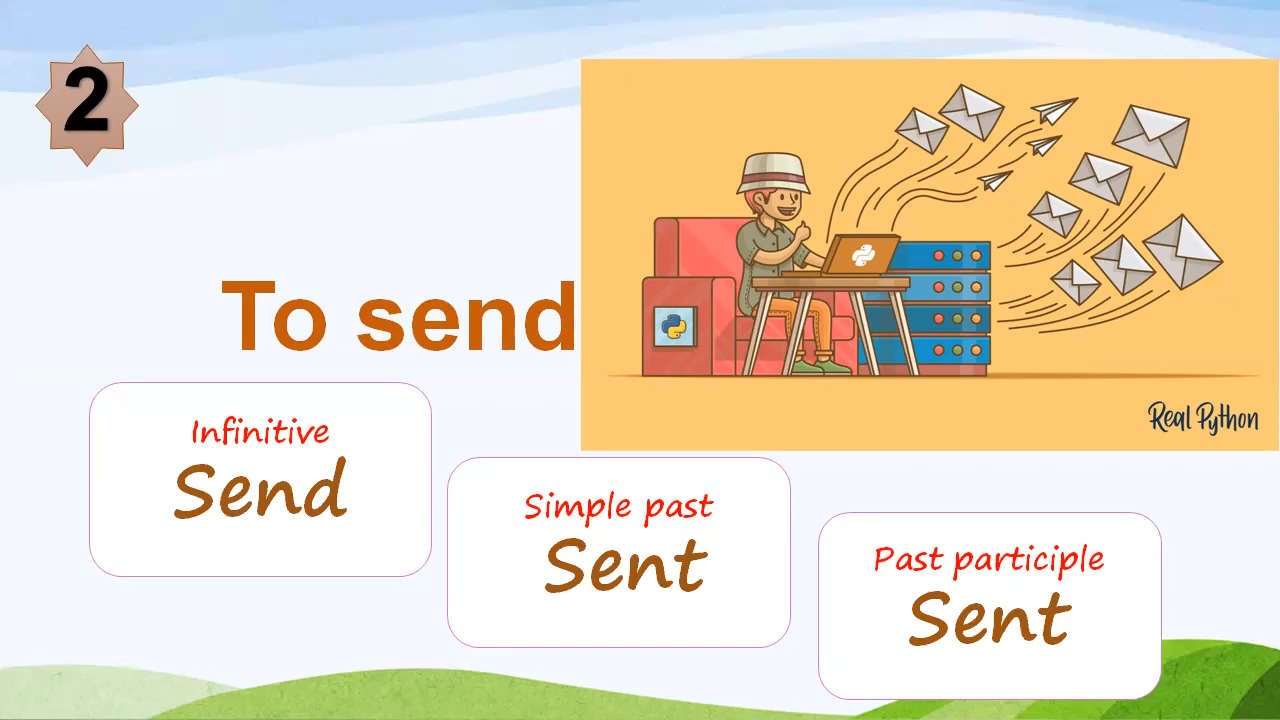 2
To send
Infinitive
Send
Simple past
Sent
Past participle
Sent
Real Python